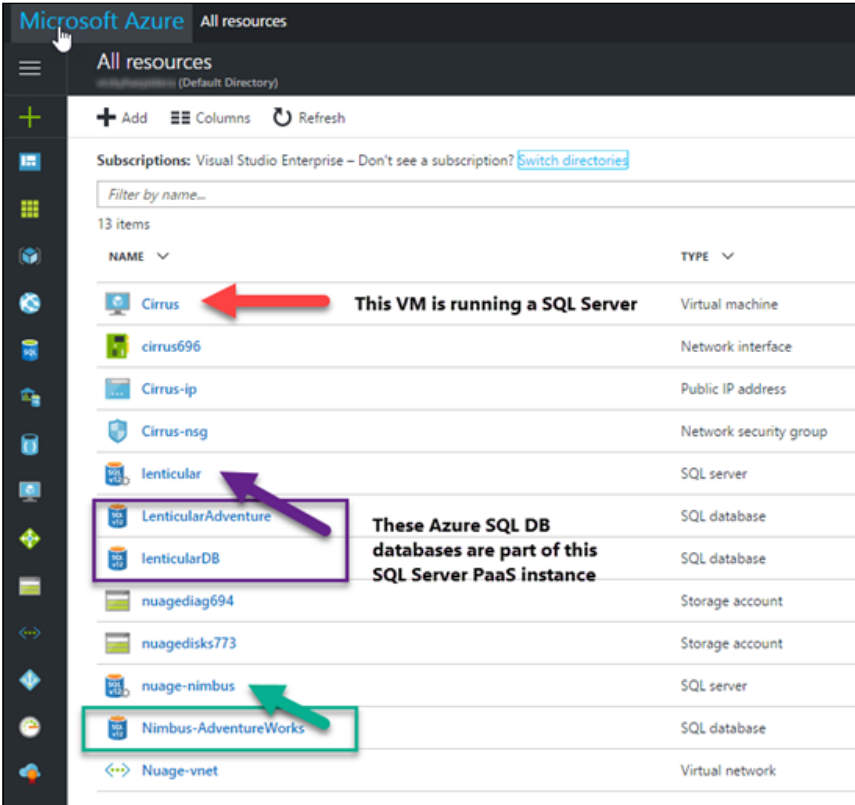 Microsoft Azure All resources
All resources
(Default Directory)
Add Columns Refresh
Subscriptions: Visual Studio Enterprise – Don't see a subscription? Switch directories
Filter by name...
13 items
NAME TYPE
Cirrus This VM is running a SQL Server Virtual machine
cirrus696 Network interface
Cirrus-ip Public IP address
Cirrus-nsg Network security group
lenticular SQL server
LenticularAdventure SQL database
These Azure SQL DB
databases are part of this
SQL Server PaaS instance
lenticularDB SQL database
nuagediag694 Storage account
nuagedisks773 Storage account
nuage-nimbus SQL server
Nimbus-AdventureWorks SQL database
Nuage-vnet Virtual network